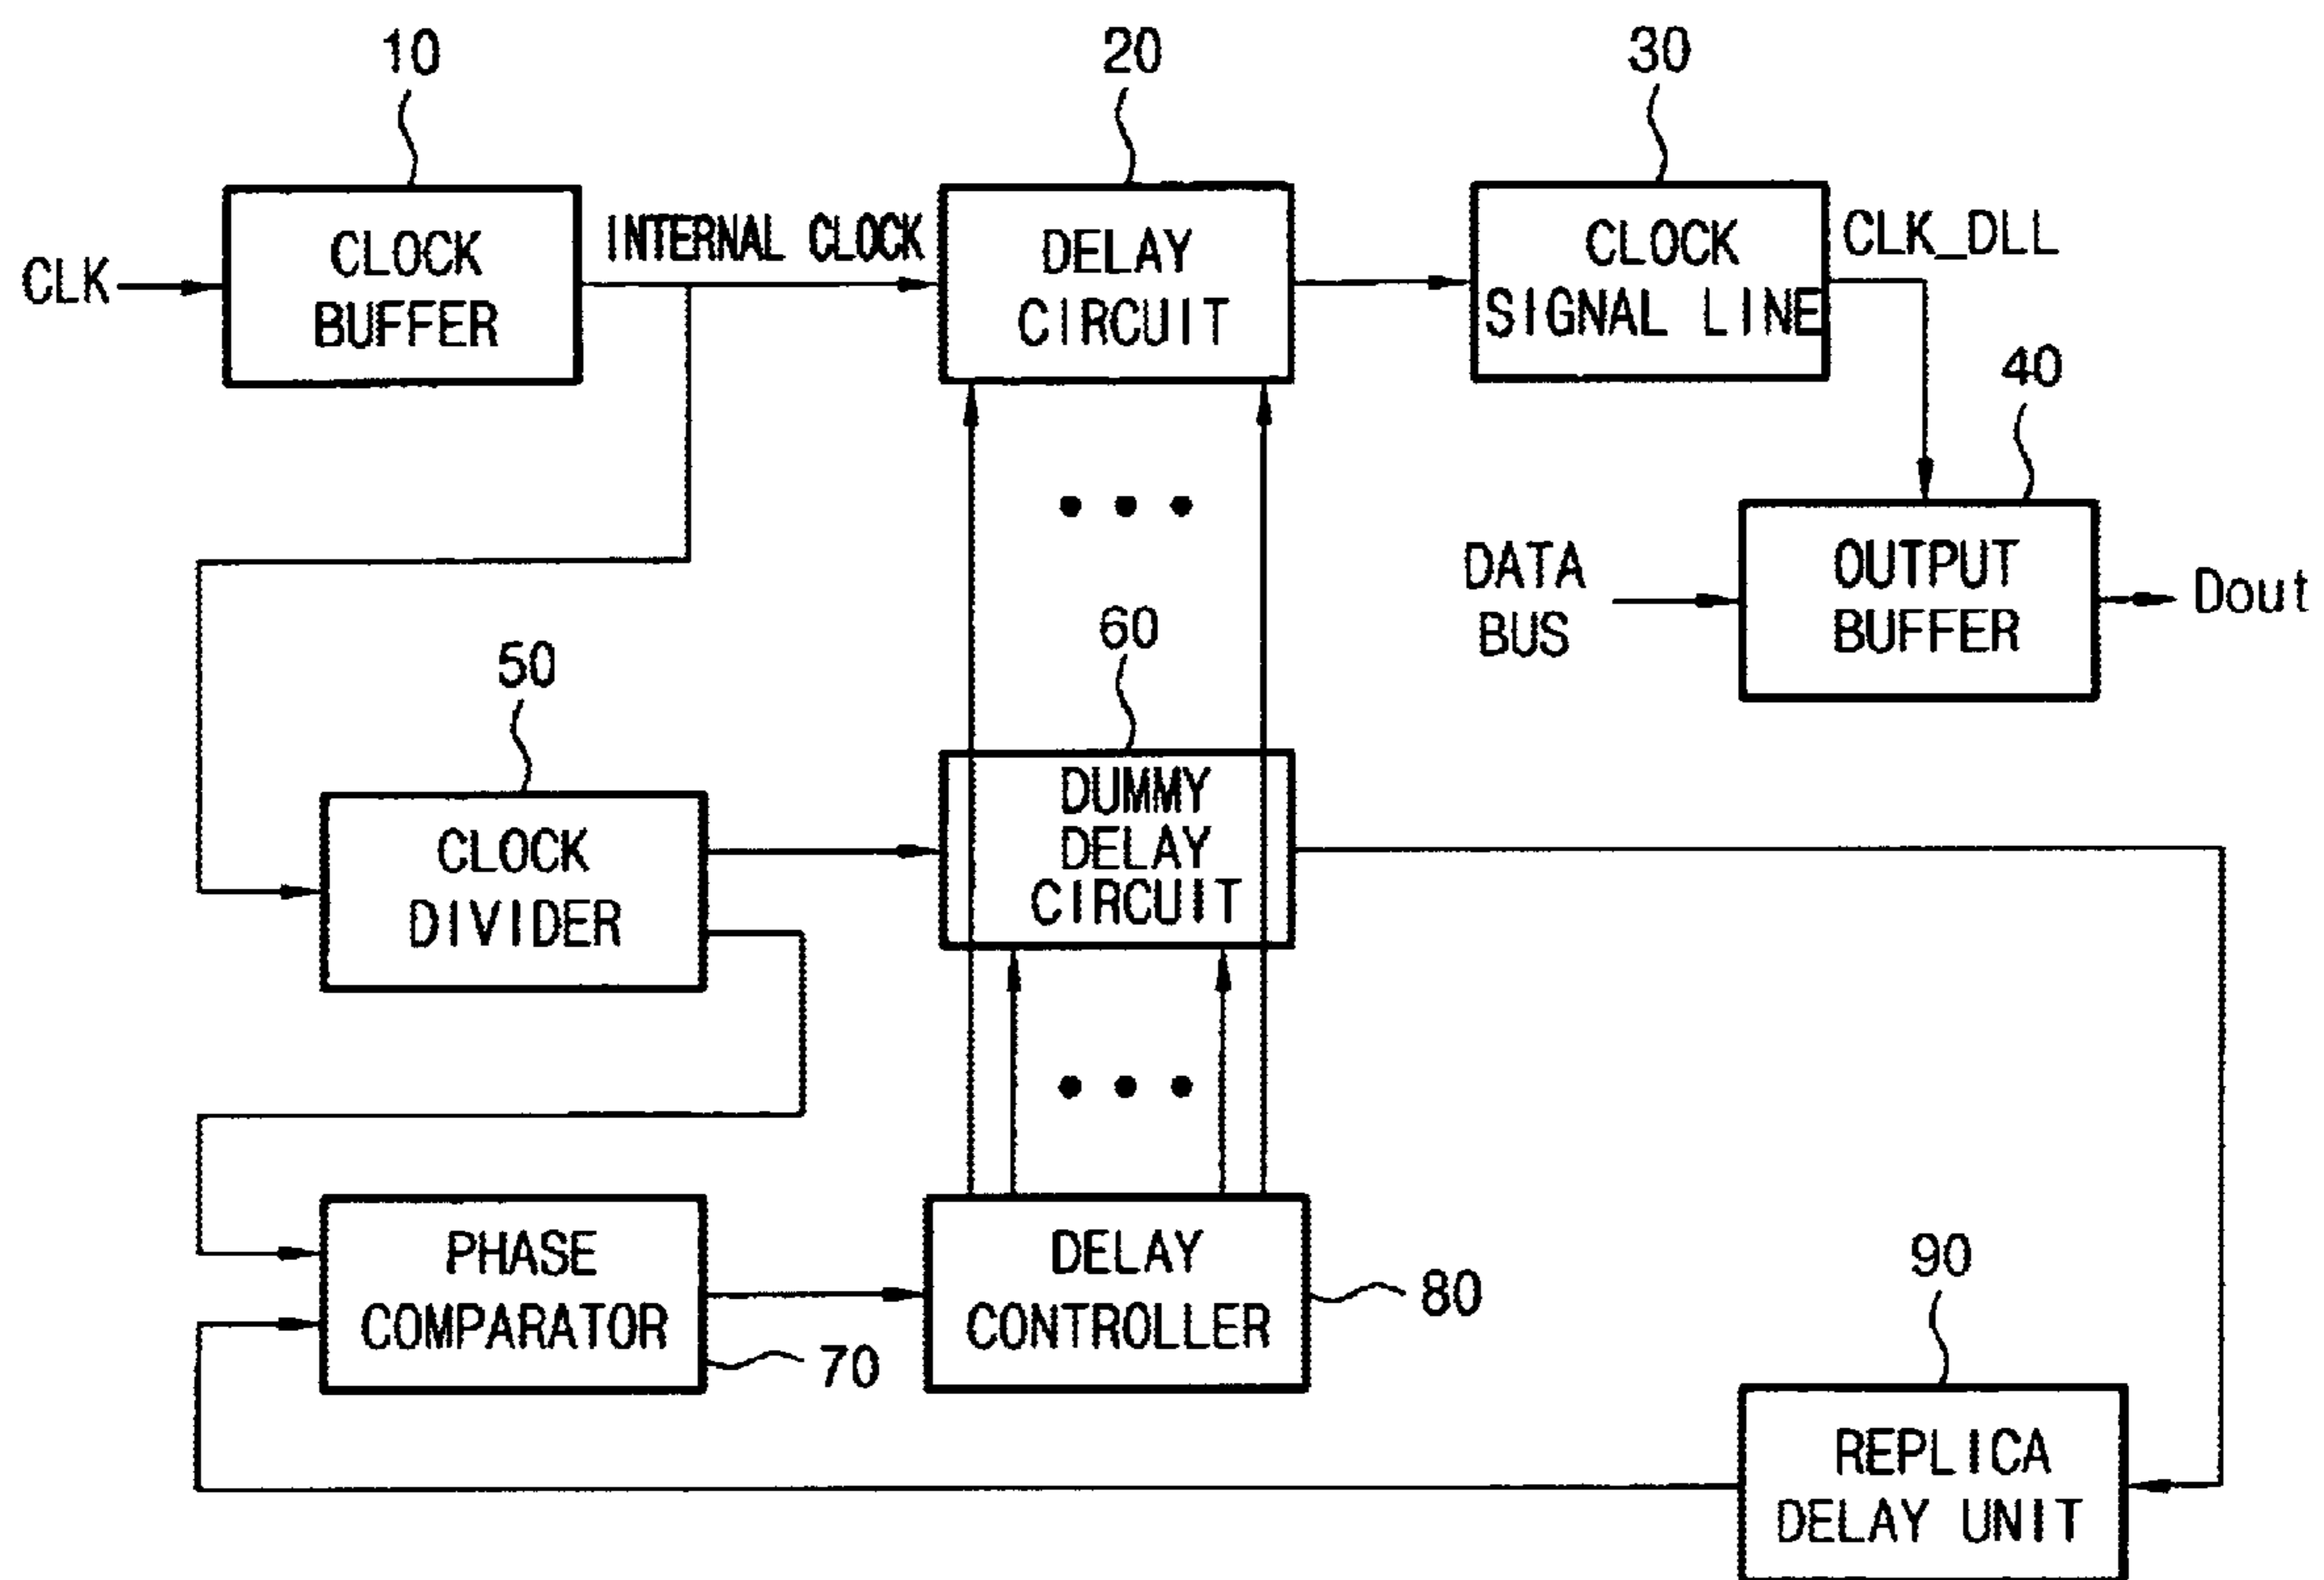 10
20
30
CLK
CLOCK
BUFFER
INTERNAL CLOCK
DELAY
CIRCUIT
CLOCK
SIGNAL LINE
CLK_DLL
40
DATA
BUS
OUTPUT
BUFFER
Dout
50
60
CLOCK
DIVIDER
DUMMY
DELAY
CIRCUIT
PHASE
COMPARATOR
70
DELAY
CONTROLLER
80
90
REPLICA
DELAY UNIT